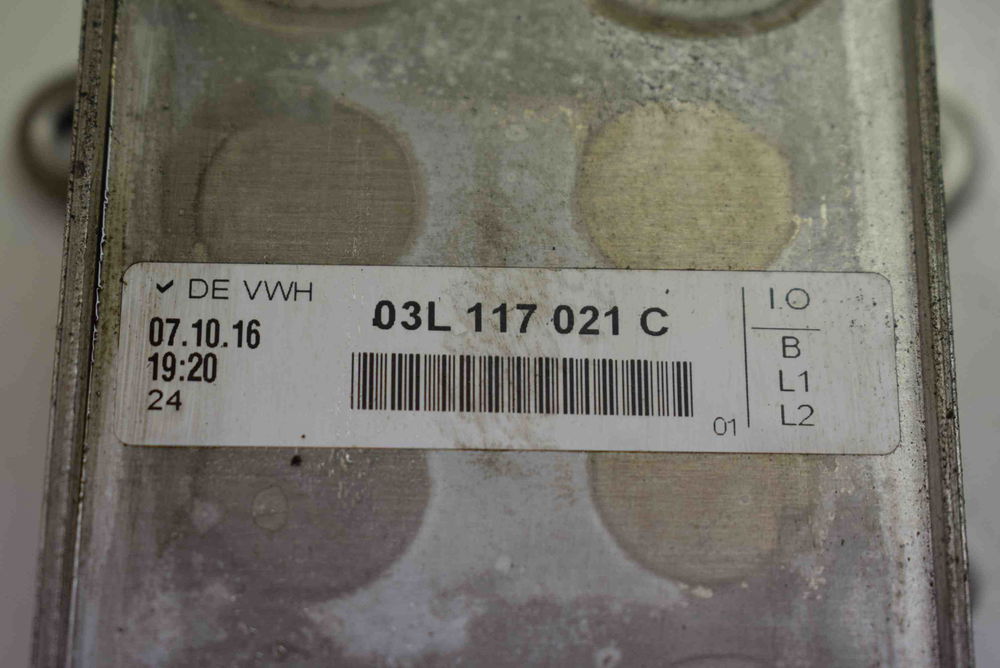 ✓ DE VWH
07.10.16
19:20
24
03L 117 021 C
01
I.O
B
L1
L2